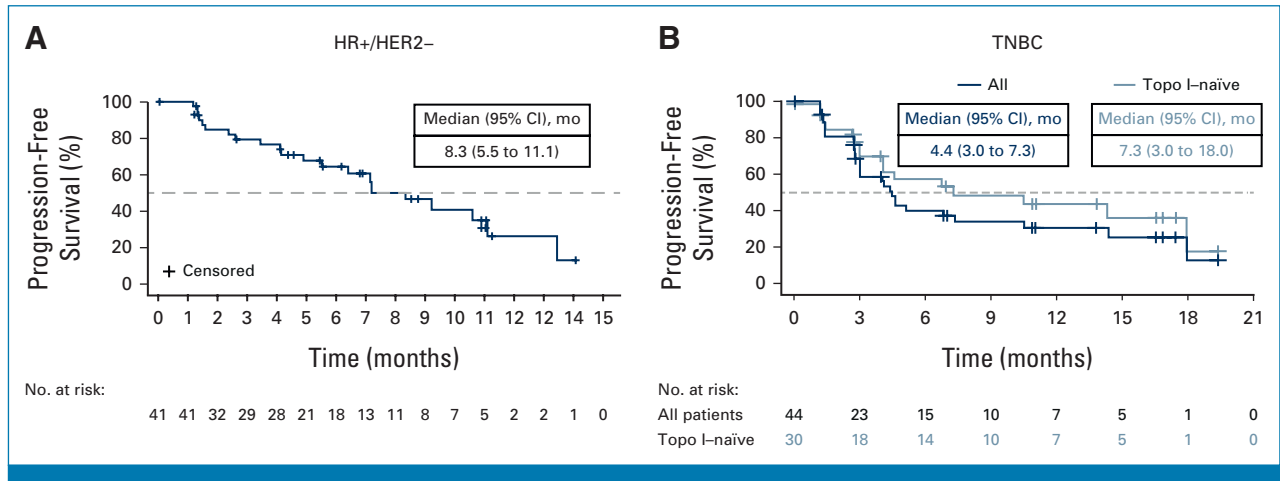 A
HR+/HER2–
Progression-Free
Survival (%)
100
80
60
40
20
0
Median (95% CI), mo
8.3 (5.5 to 11.1)
+ Censored
0 1 2 3 4 5 6 7 8 9 10 11 12 12 14 15
Time (months)
No. at risk:
41 41 32 29 28 21 18 13 11 8 7 5 2 2 1 0
B
TNBC
All
Topo I–naïve
Progression-Free
Survival (%)
100
80
60
40
20
0
Median (95% CI), mo
4.4 (3.0 to 7.3)
Median (95% CI), mo
7.3 (3.0 to 18.0)
0 3 6 9 12 15 18 21
Time (months)
No. at risk:
All patients 44 23 15 10 7 5 1 0
Topo I–naïve 30 18 14 10 7 5 1 0